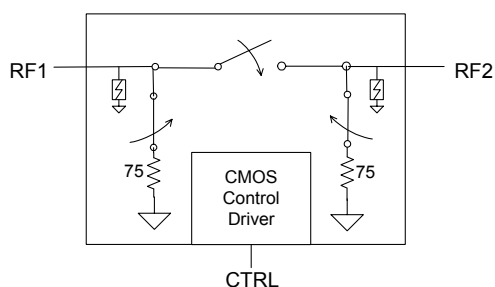 RF1
RF2
75
75
CMOS
Control
Driver
CTRL